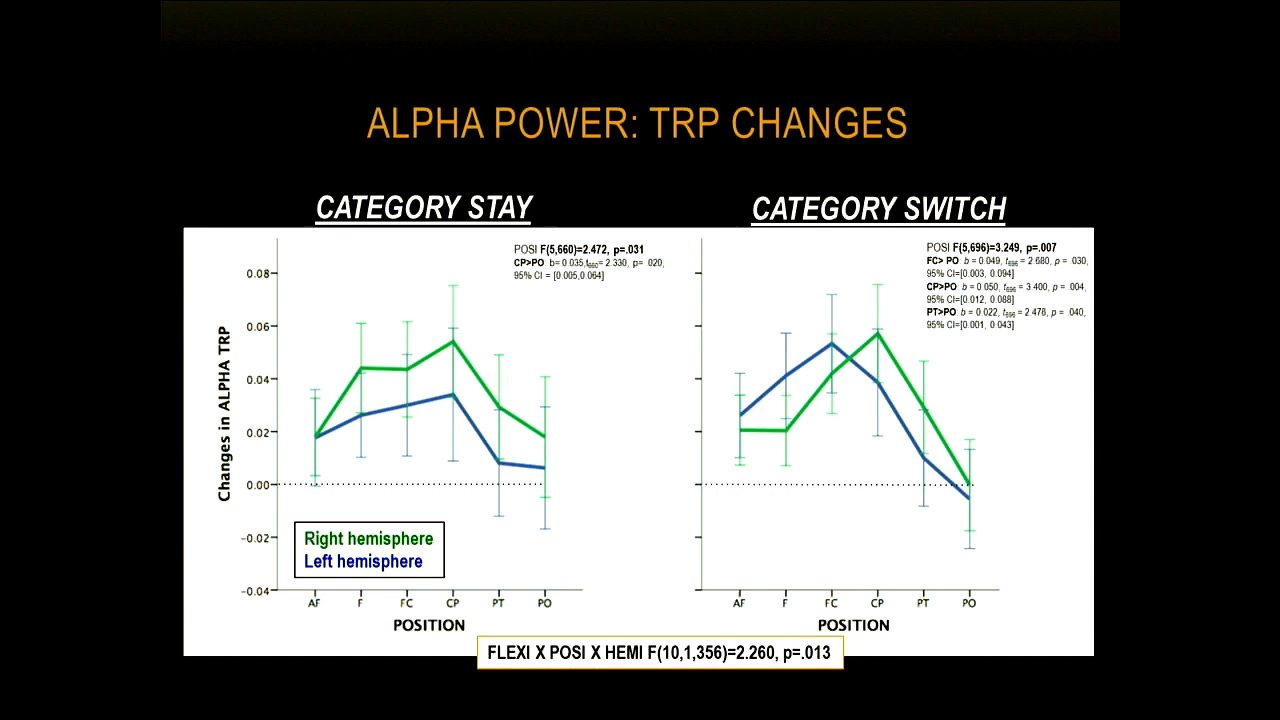 ALPHA POWER: TRP CHANGES
CATEGORY STAY
CATEGORY SWITCH
POSI F(5,660)=2.472, p=.031
CP>PO: b= 0.035,t660= 2.330, p= .020,
95% CI = [0.005,0.064]
POSI F(5,696)=3.249, p=.007
FC> PO: b = 0.049, t696 = 2.680, p = .030,
95% CI=[0.003, 0.094]
CP>PO: b = 0.050, t696 = 3.400, p = .004,
95% CI=[0.012, 0.088]
PT>PO: b = 0.022, t696 = 2.478, p = .040,
95% CI=[0.001, 0.043]
Changes in ALPHA TRP
0.08
0.06
0.04
0.02
0.00
-0.02
-0.04
Right hemisphere
Left hemisphere
AF F FC CP PT PO
POSITION
AF F FC CP PT PO
POSITION
FLEXI X POSI X HEMI F(10,1,356)=2.260, p=.013